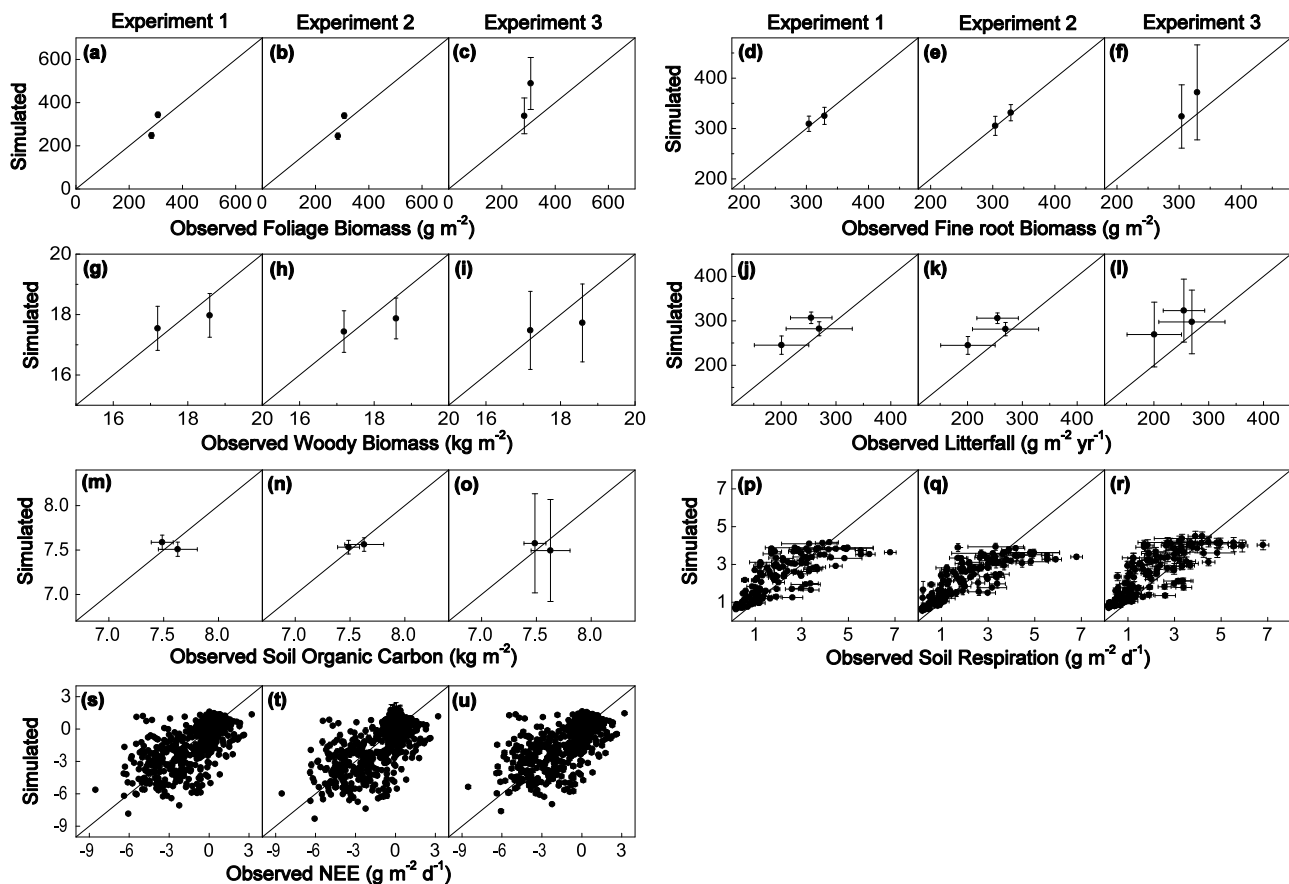 Experiment 1 Experiment 2 Experiment 3 Experiment 1 Experiment 2 Experiment 3
(a) (b) (c) (d) (e) (f)
Simulated
600
400
200
0
0 200 400 600 0 200 400 600 0 200 400 600
Observed Foliage Biomass (g m⁻²)
Simulated
400
300
200
200 300 400 200 300 400 200 300 400
Observed Fine root Biomass (g m⁻²)
(g) (h) (i) (j) (k) (l)
Simulated
20
18
16
16 18 20 16 18 20 16 18 20
Observed Woody Biomass (kg m⁻²)
Simulated
400
300
200
200 300 400 200 300 400 200 300 400
Observed Litterfall (g m⁻² yr⁻¹)
(m) (n) (o) (p) (q) (r)
Simulated
8.0
7.5
7.0
7.0 7.5 8.0 7.0 7.5 8.0 7.0 7.5 8.0
Observed Soil Organic Carbon (kg m⁻²)
Simulated
7
5
3
1
1 3 5 7 1 3 5 7 1 3 5 7
Observed Soil Respiration (g m⁻² d⁻¹)
(s) (t) (u)
Simulated
3
0
-3
-6
-9
-9 -6 -3 0 3 -9 -6 -3 0 3 -9 -6 -3 0 3
Observed NEE (g m⁻² d⁻¹)